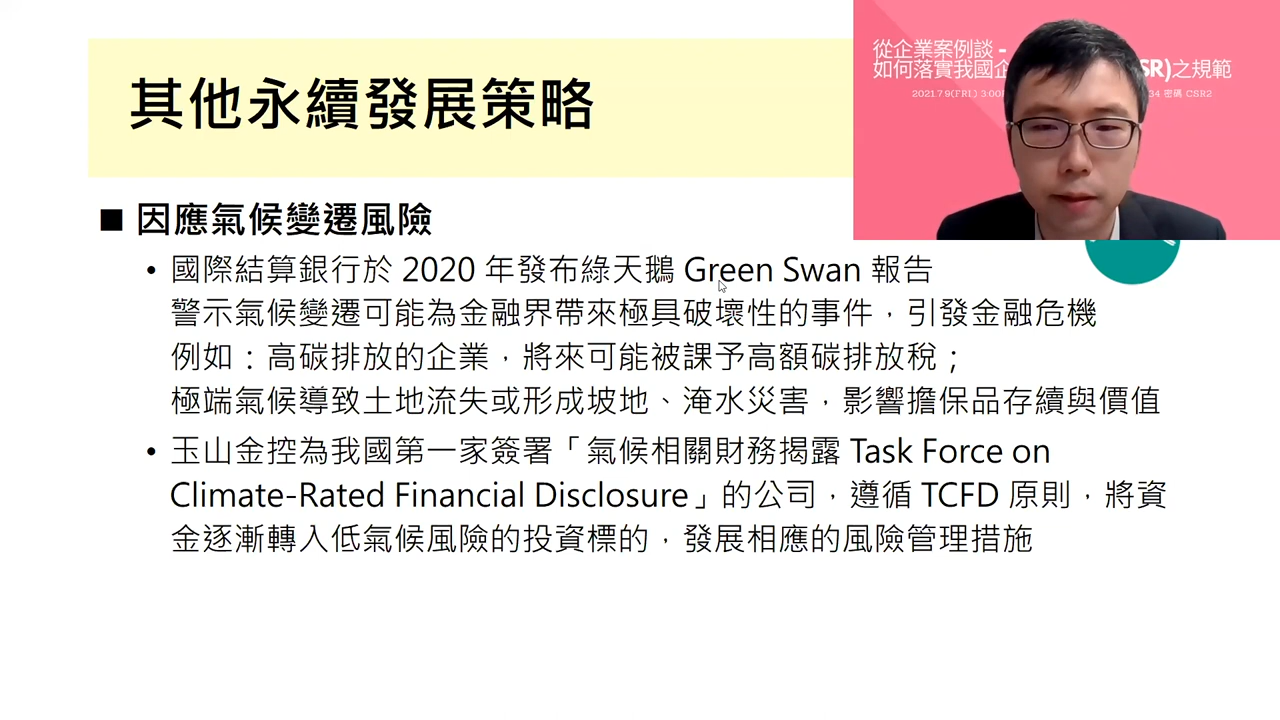 其他永續發展策略
從企業案例談 -
如何落實我國企 SR)之規範
2021.7.9(FRI.) 3:00 34 密碼 CSR2
■ 因應氣候變遷風險
• 國際結算銀行於 2020 年發布綠天鵝 Green Swan 報告
警示氣候變遷可能為金融界帶來極具破壞性的事件，引發金融危機
例如：高碳排放的企業，將來可能被課予高額碳排放稅；
極端氣候導致土地流失或形成坡地、淹水災害，影響擔保品存續與價值
• 玉山金控為我國第一家簽署「氣候相關財務揭露 Task Force on
Climate-Rated Financial Disclosure」的公司，遵循 TCFD 原則，將資
金逐漸轉入低氣候風險的投資標的，發展相應的風險管理措施